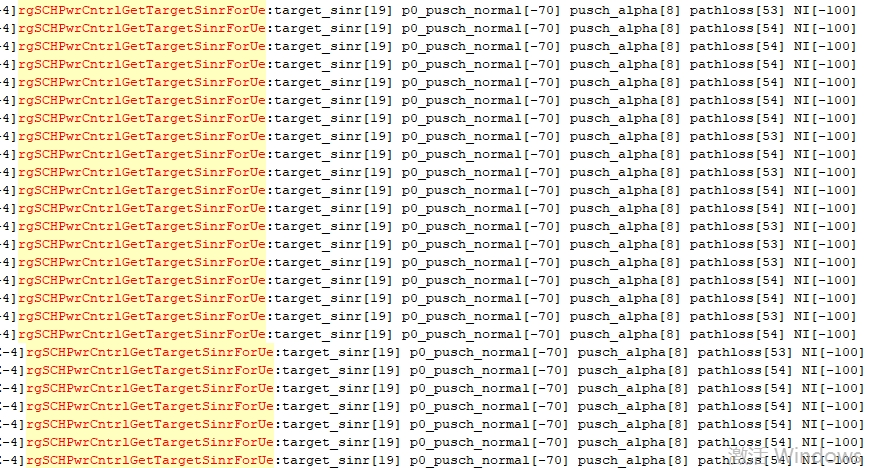 -4]rgSCHPwrCntrlGetTargetSinrForUe:target_sinr[19] p0_pusch_normal[-70] pusch_alpha[8] pathloss[53] NI[-100]
-4]rgSCHPwrCntrlGetTargetSinrForUe:target_sinr[19] p0_pusch_normal[-70] pusch_alpha[8] pathloss[54] NI[-100]
-4]rgSCHPwrCntrlGetTargetSinrForUe:target_sinr[19] p0_pusch_normal[-70] pusch_alpha[8] pathloss[54] NI[-100]
-4]rgSCHPwrCntrlGetTargetSinrForUe:target_sinr[19] p0_pusch_normal[-70] pusch_alpha[8] pathloss[53] NI[-100]
-4]rgSCHPwrCntrlGetTargetSinrForUe:target_sinr[19] p0_pusch_normal[-70] pusch_alpha[8] pathloss[54] NI[-100]
-4]rgSCHPwrCntrlGetTargetSinrForUe:target_sinr[19] p0_pusch_normal[-70] pusch_alpha[8] pathloss[54] NI[-100]
-4]rgSCHPwrCntrlGetTargetSinrForUe:target_sinr[19] p0_pusch_normal[-70] pusch_alpha[8] pathloss[54] NI[-100]
-4]rgSCHPwrCntrlGetTargetSinrForUe:target_sinr[19] p0_pusch_normal[-70] pusch_alpha[8] pathloss[53] NI[-100]
-4]rgSCHPwrCntrlGetTargetSinrForUe:target_sinr[19] p0_pusch_normal[-70] pusch_alpha[8] pathloss[54] NI[-100]
-4]rgSCHPwrCntrlGetTargetSinrForUe:target_sinr[19] p0_pusch_normal[-70] pusch_alpha[8] pathloss[53] NI[-100]
-4]rgSCHPwrCntrlGetTargetSinrForUe:target_sinr[19] p0_pusch_normal[-70] pusch_alpha[8] pathloss[54] NI[-100]
-4]rgSCHPwrCntrlGetTargetSinrForUe:target_sinr[19] p0_pusch_normal[-70] pusch_alpha[8] pathloss[54] NI[-100]
-4]rgSCHPwrCntrlGetTargetSinrForUe:target_sinr[19] p0_pusch_normal[-70] pusch_alpha[8] pathloss[53] NI[-100]
-4]rgSCHPwrCntrlGetTargetSinrForUe:target_sinr[19] p0_pusch_normal[-70] pusch_alpha[8] pathloss[53] NI[-100]
-4]rgSCHPwrCntrlGetTargetSinrForUe:target_sinr[19] p0_pusch_normal[-70] pusch_alpha[8] pathloss[53] NI[-100]
-4]rgSCHPwrCntrlGetTargetSinrForUe:target_sinr[19] p0_pusch_normal[-70] pusch_alpha[8] pathloss[54] NI[-100]
-4]rgSCHPwrCntrlGetTargetSinrForUe:target_sinr[19] p0_pusch_normal[-70] pusch_alpha[8] pathloss[54] NI[-100]
-4]rgSCHPwrCntrlGetTargetSinrForUe:target_sinr[19] p0_pusch_normal[-70] pusch_alpha[8] pathloss[53] NI[-100]
-4]rgSCHPwrCntrlGetTargetSinrForUe:target_sinr[19] p0_pusch_normal[-70] pusch_alpha[8] pathloss[54] NI[-100]
-4]rgSCHPwrCntrlGetTargetSinrForUe:target_sinr[19] p0_pusch_normal[-70] pusch_alpha[8] pathloss[53] NI[-100]
-4]rgSCHPwrCntrlGetTargetSinrForUe:target_sinr[19] p0_pusch_normal[-70] pusch_alpha[8] pathloss[54] NI[-100]
-4]rgSCHPwrCntrlGetTargetSinrForUe:target_sinr[19] p0_pusch_normal[-70] pusch_alpha[8] pathloss[54] NI[-100]
-4]rgSCHPwrCntrlGetTargetSinrForUe:target_sinr[19] p0_pusch_normal[-70] pusch_alpha[8] pathloss[54] NI[-100]
-4]rgSCHPwrCntrlGetTargetSinrForUe:target_sinr[19] p0_pusch_normal[-70] pusch_alpha[8] pathloss[54] NI[-100]
-4]rgSCHPwrCntrlGetTargetSinrForUe:target_sinr[19] p0_pusch_normal[-70] pusch_alpha[8] pathloss[54] NI[-100]
-4]rgSCHPwrCntrlGetTargetSinrForUe:target_sinr[19] p0_pusch_normal[-70] pusch_alpha[8] pathloss[54] NI[-100]
激活 Windows